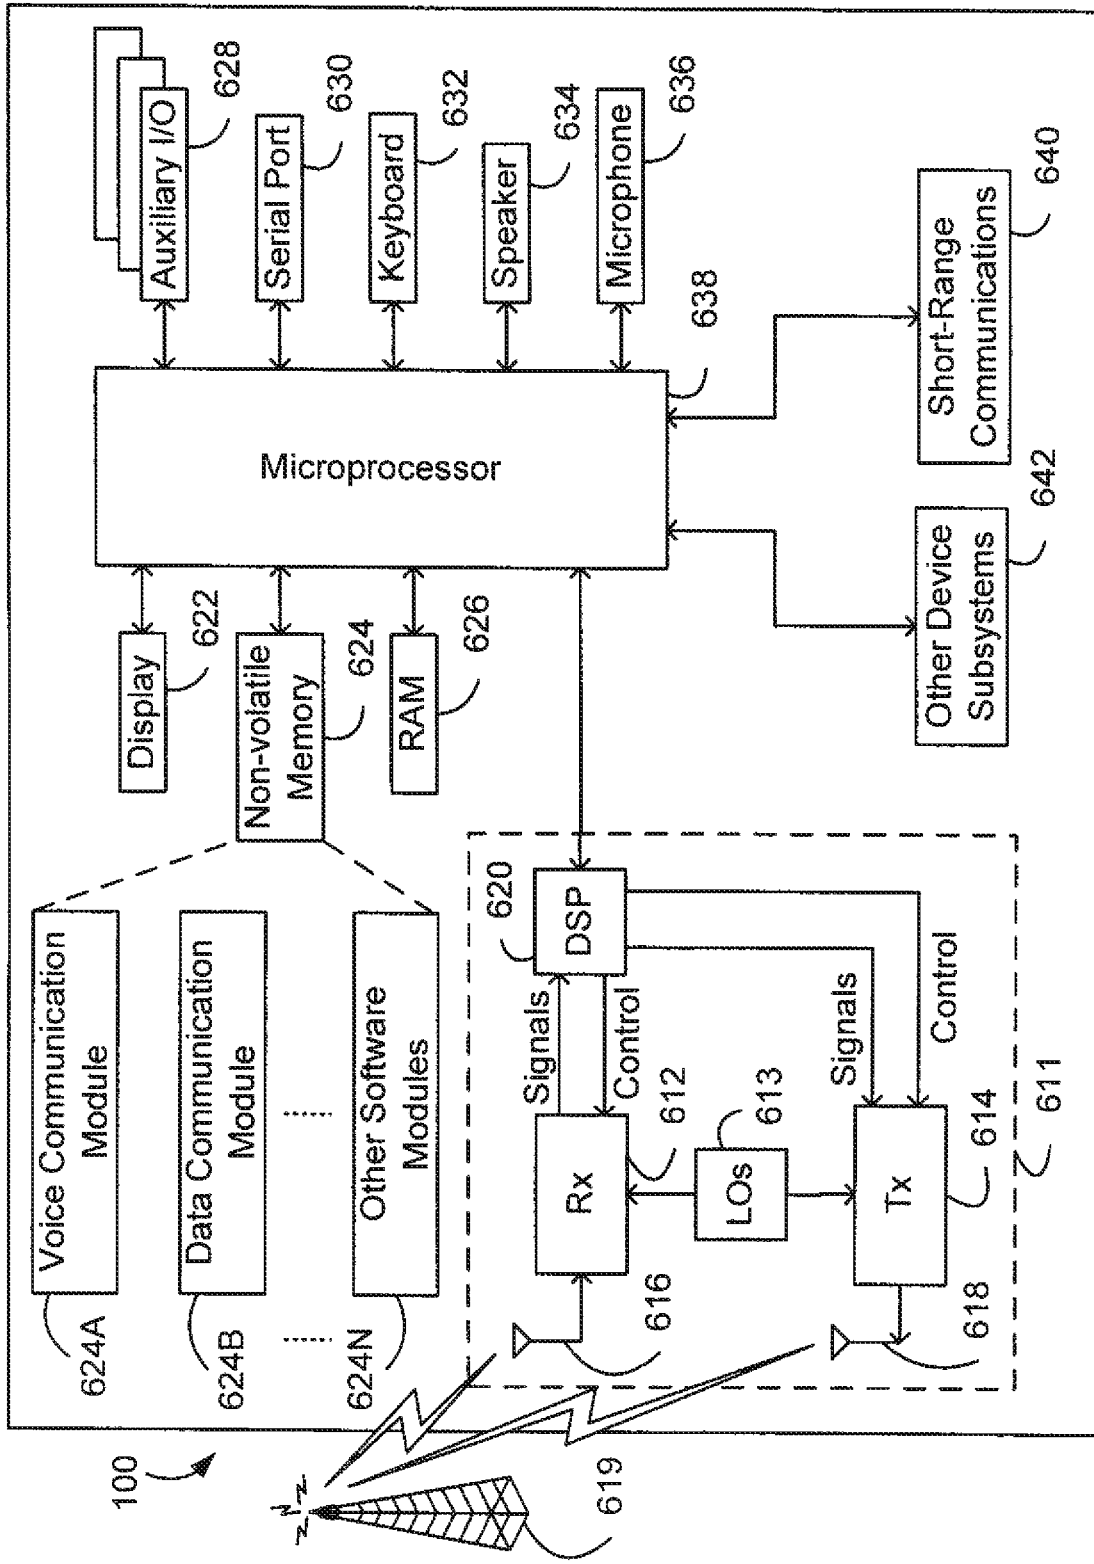 100
619
624A
Voice Communication
Module
624B
Data Communication
Module
624N
Other Software
Modules
Display
622
Non-volatile
Memory
624
RAM
626
Microprocessor
638
Auxiliary I/O
628
Serial Port
630
Keyboard
632
Speaker
634
Microphone
636
Short-Range
Communications
640
Other Device
Subsystems
642
DSP
620
Signals
Control
Rx
612
LOs
613
Signals
Control
Tx
614
616
618
611